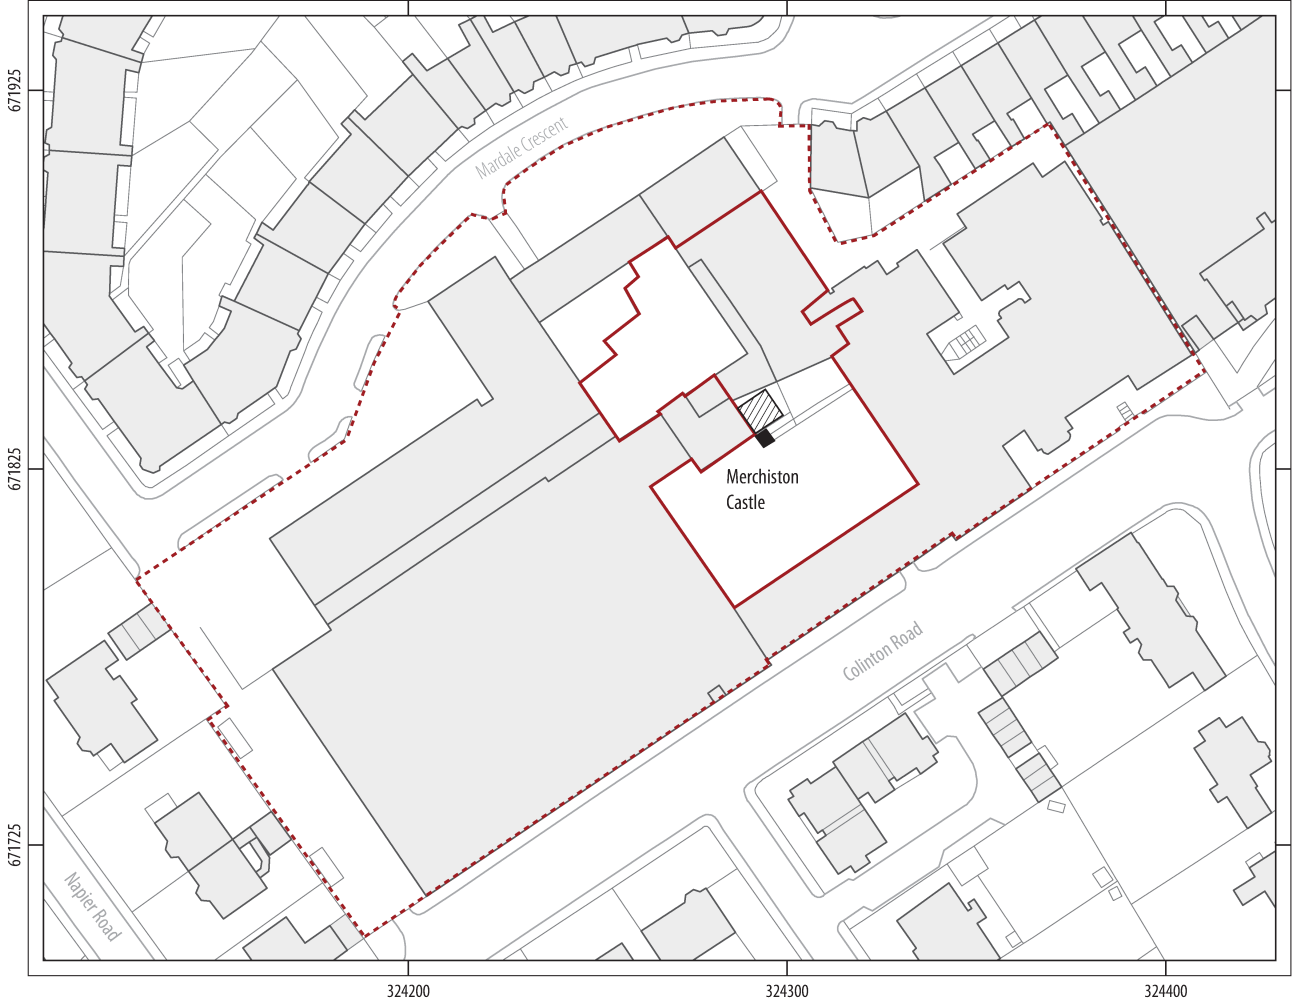 671925
Mardale Crescent
671825
Merchiston
Castle
Colinton Road
671725
Napier Road
324200
324300
324400